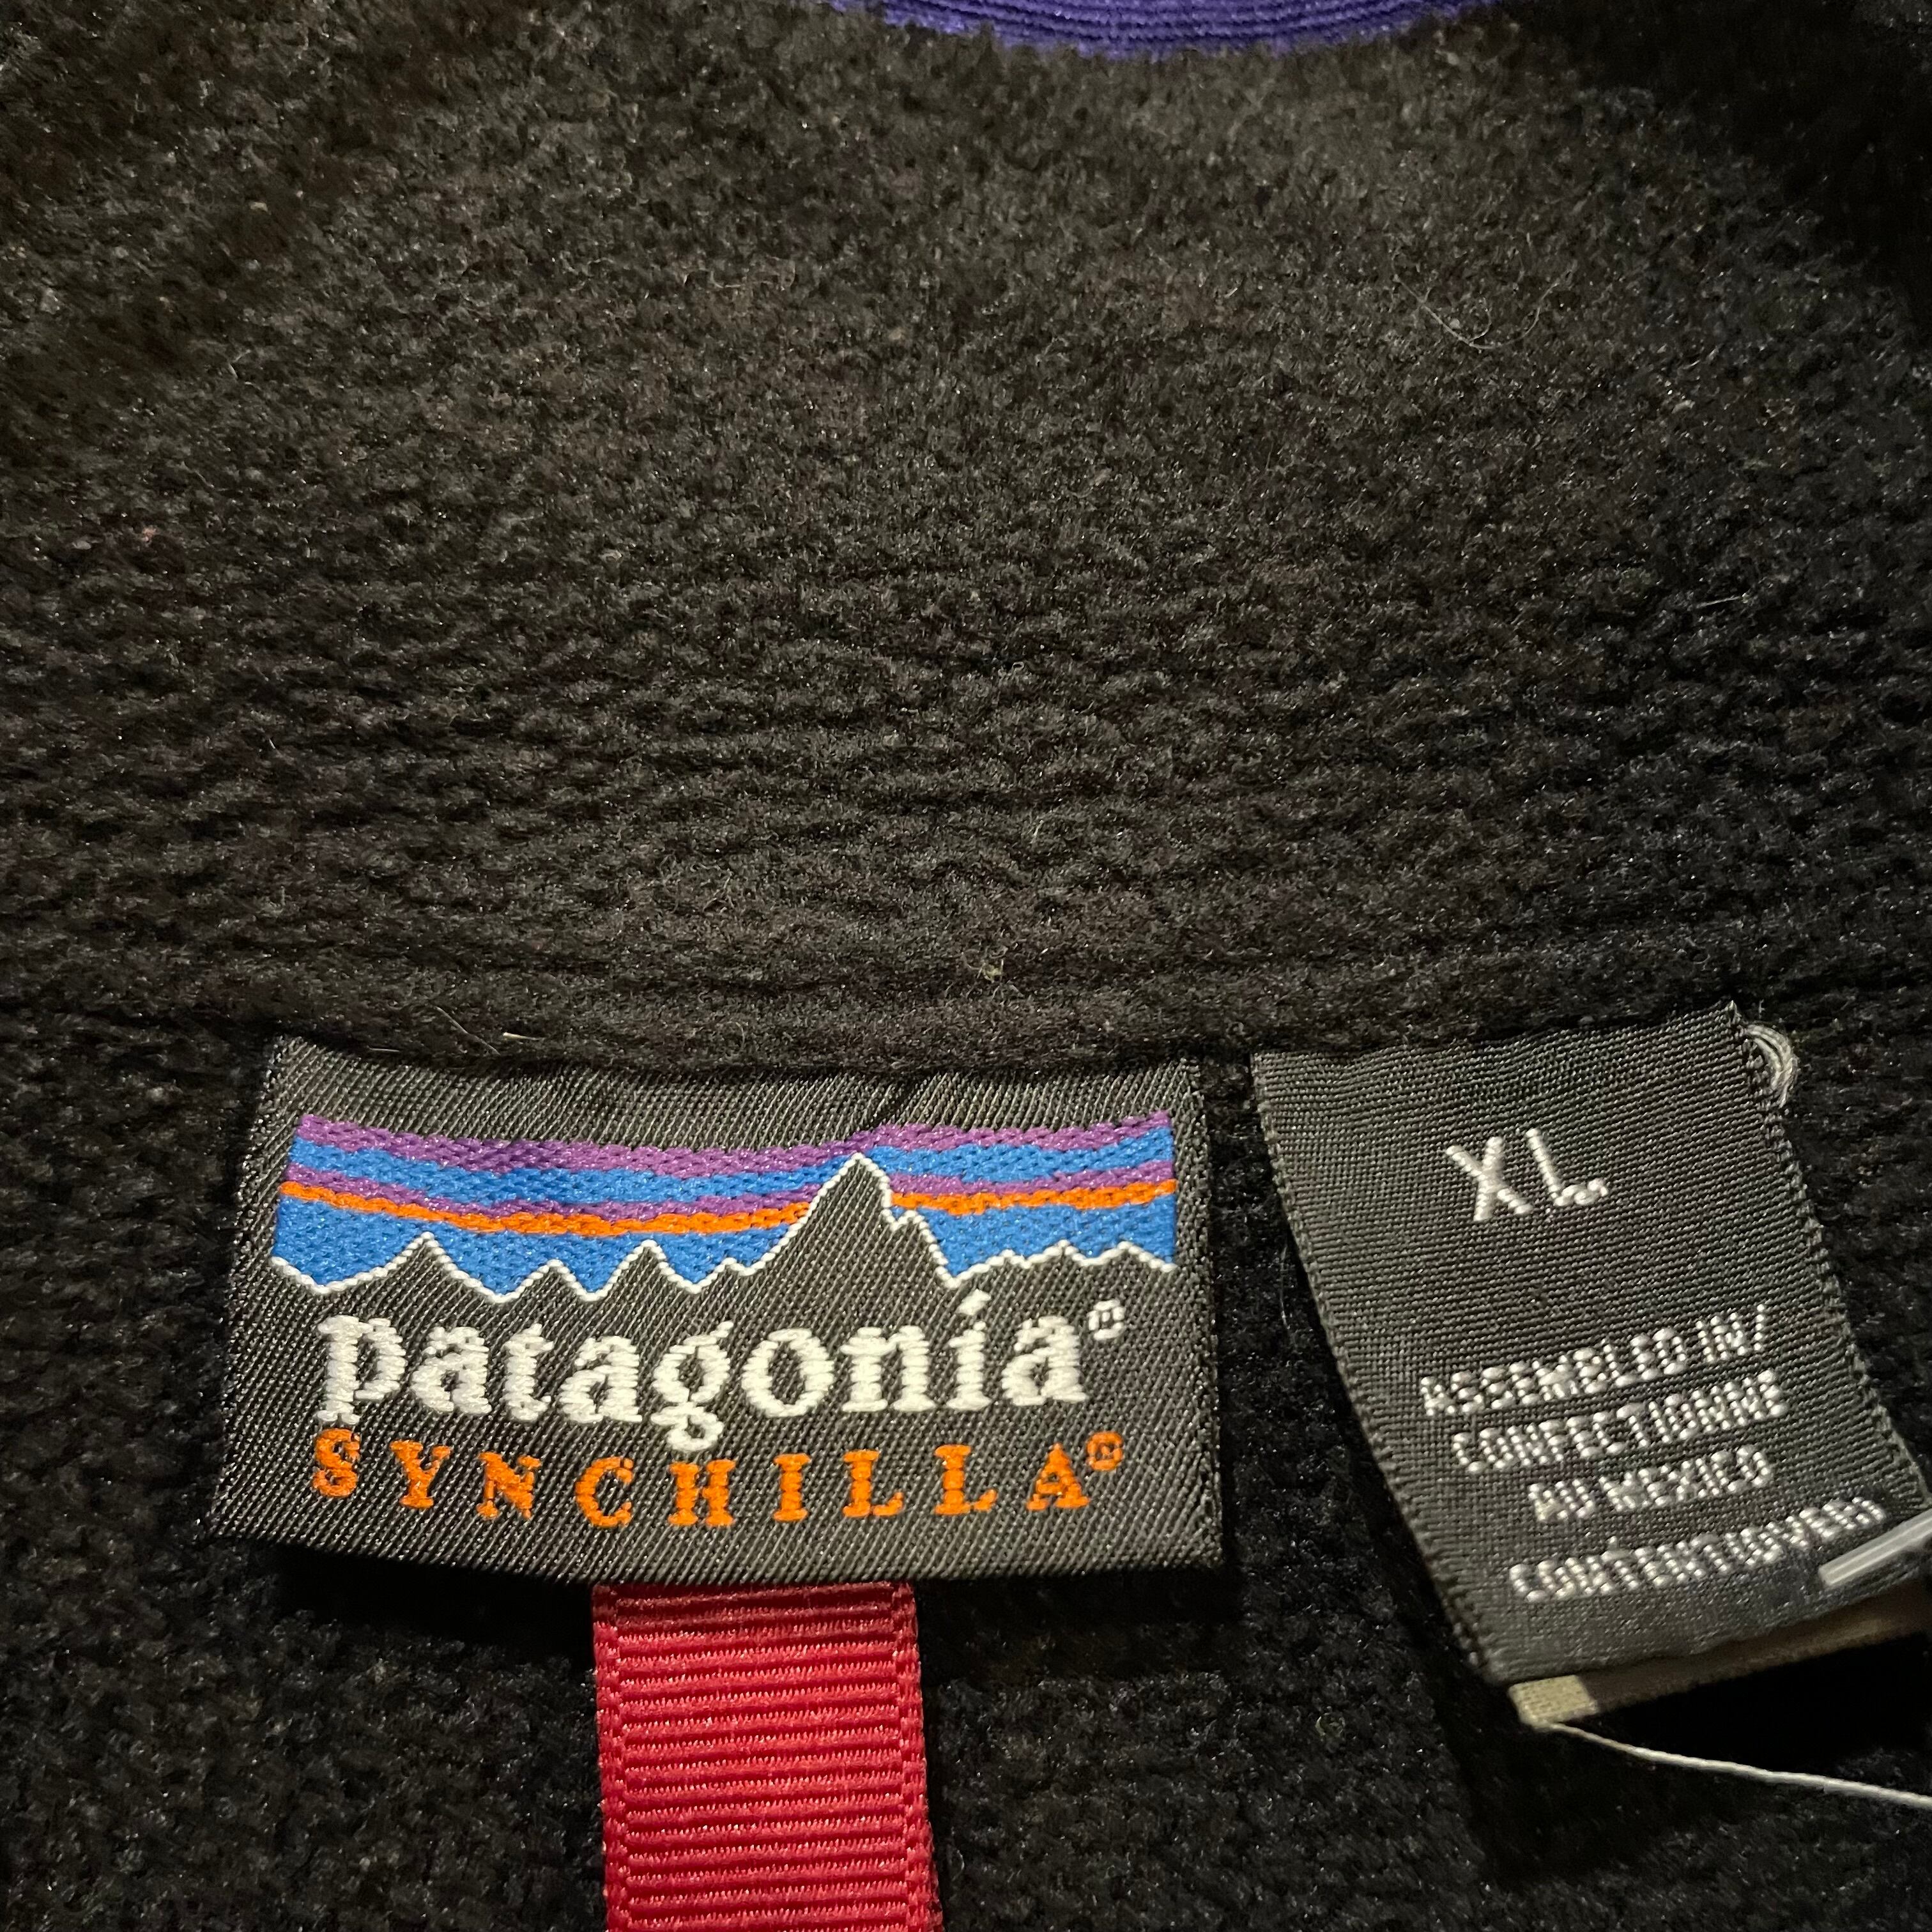 patagonia®
SYNCHILLA®
XL
ASSEMBLED IN/
CONFECTIONNE
AU MEXICO